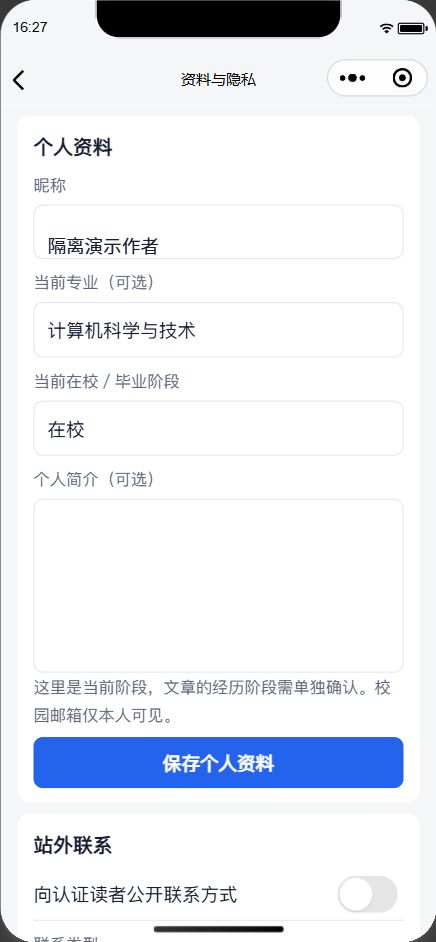 16:27
资料与隐私
个人资料
昵称
隔离演示作者
当前专业（可选）
计算机科学与技术
当前在校 / 毕业阶段
在校
个人简介（可选）
这里是当前阶段，文章的经历阶段需单独确认。校
园邮箱仅本人可见。
保存个人资料
站外联系
向认证读者公开联系方式
联系类型